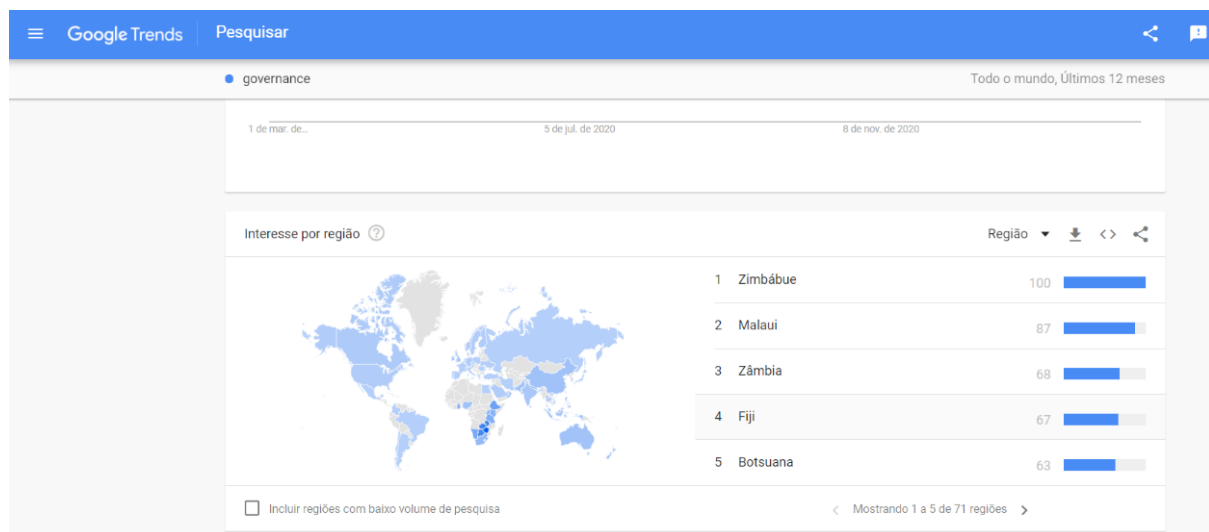 Google Trends Pesquisar
governance Todo o mundo, Últimos 12 meses
1 de mar. de... 5 de jul. de 2020 8 de nov. de 2020
Interesse por região Região
1 Zimbábue 100
2 Malaui 87
3 Zâmbia 68
4 Fiji 67
5 Botsuana 63
Incluir regiões com baixo volume de pesquisa Mostrando 1 a 5 de 71 regiões